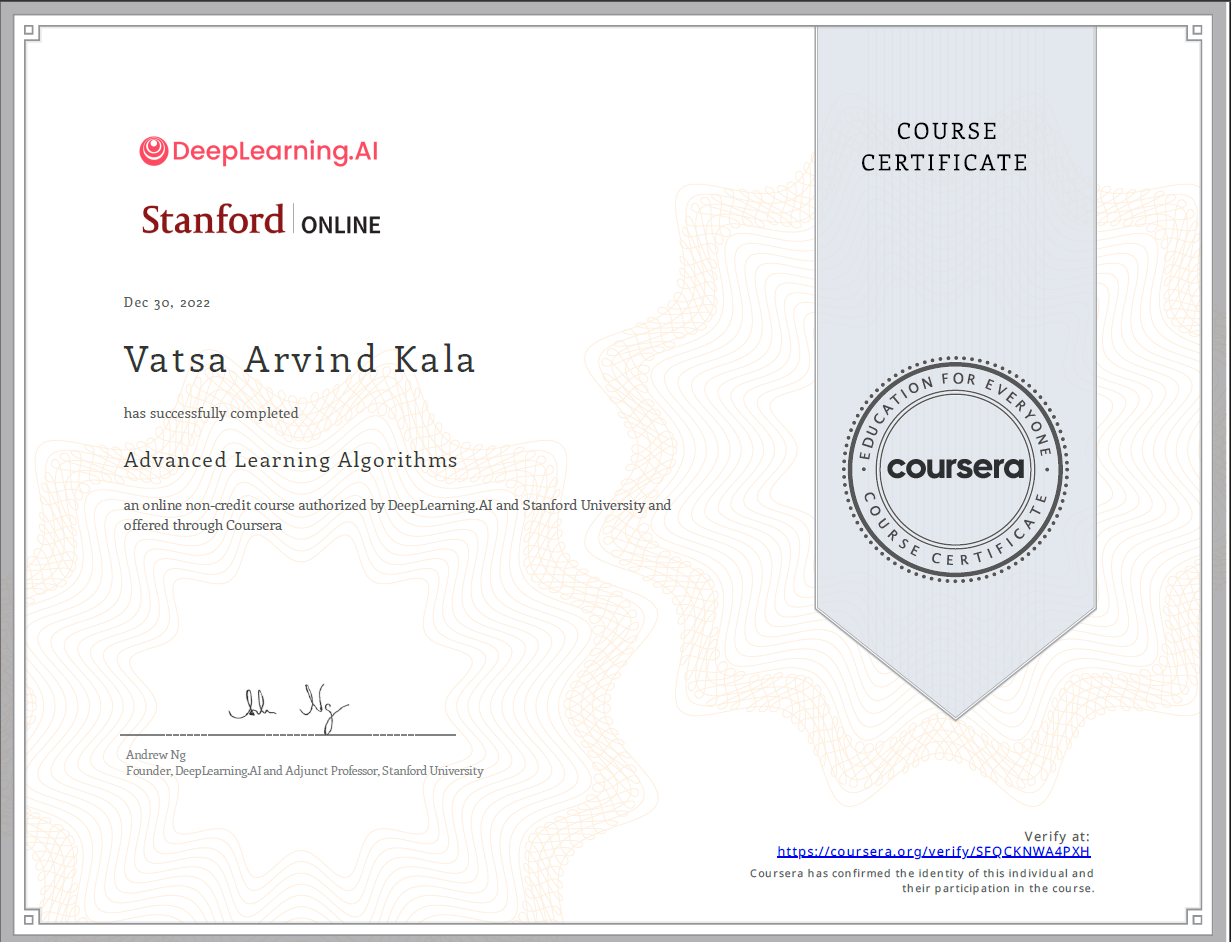 DeepLearning.AI
Stanford ONLINE
Dec 30, 2022
Vatsa Arvind Kala
has successfully completed
Advanced Learning Algorithms
an online non-credit course authorized by DeepLearning.AI and Stanford University and
offered through Coursera
Andrew Ng
Founder, DeepLearning.AI and Adjunct Professor, Stanford University
COURSE
CERTIFICATE
EDUCATION FOR EVERYONE
coursera
COURSE CERTIFICATE
Verify at:
https://coursera.org/verify/SFQCKNWA4PXH
Coursera has confirmed the identity of this individual and
their participation in the course.